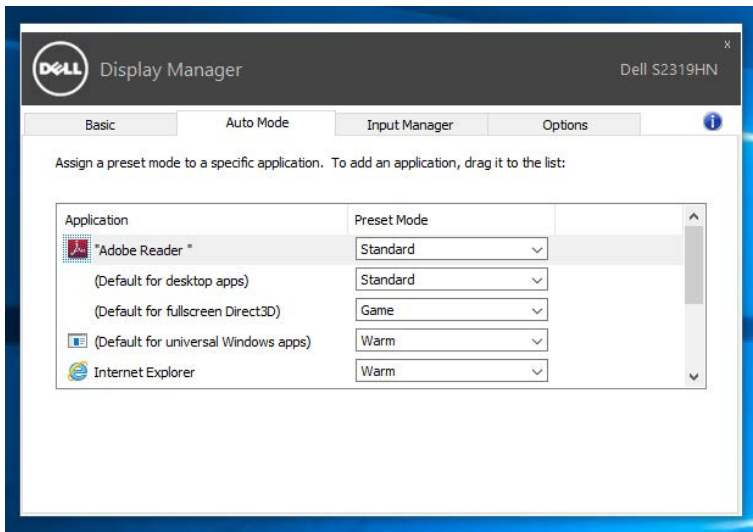 DELL Display Manager Dell S2319HN
x
Basic Auto Mode Input Manager Options
Assign a preset mode to a specific application. To add an application, drag it to the list:
Application Preset Mode
"Adobe Reader " Standard
(Default for desktop apps) Standard
(Default for fullscreen Direct3D) Game
(Default for universal Windows apps) Warm
Internet Explorer Warm